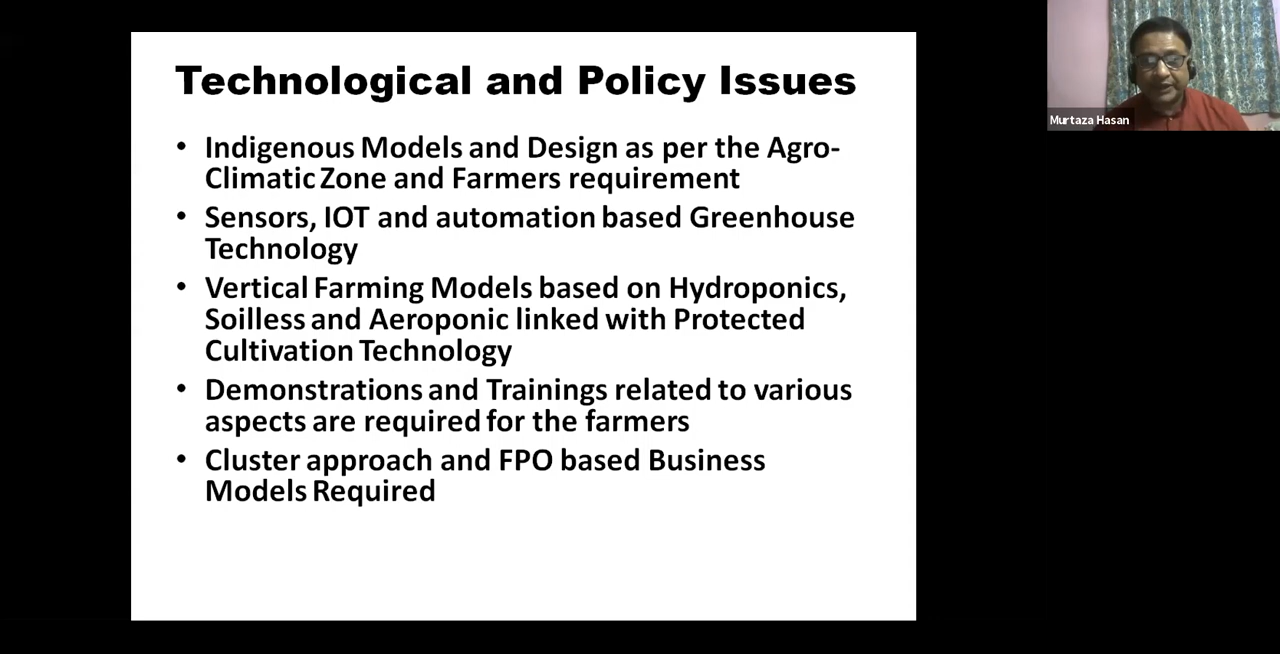 Technological and Policy Issues
• Indigenous Models and Design as per the Agro-
Climatic Zone and Farmers requirement
• Sensors, IOT and automation based Greenhouse
Technology
• Vertical Farming Models based on Hydroponics,
Soilless and Aeroponic linked with Protected
Cultivation Technology
• Demonstrations and Trainings related to various
aspects are required for the farmers
• Cluster approach and FPO based Business
Models Required
Murtaza Hasan